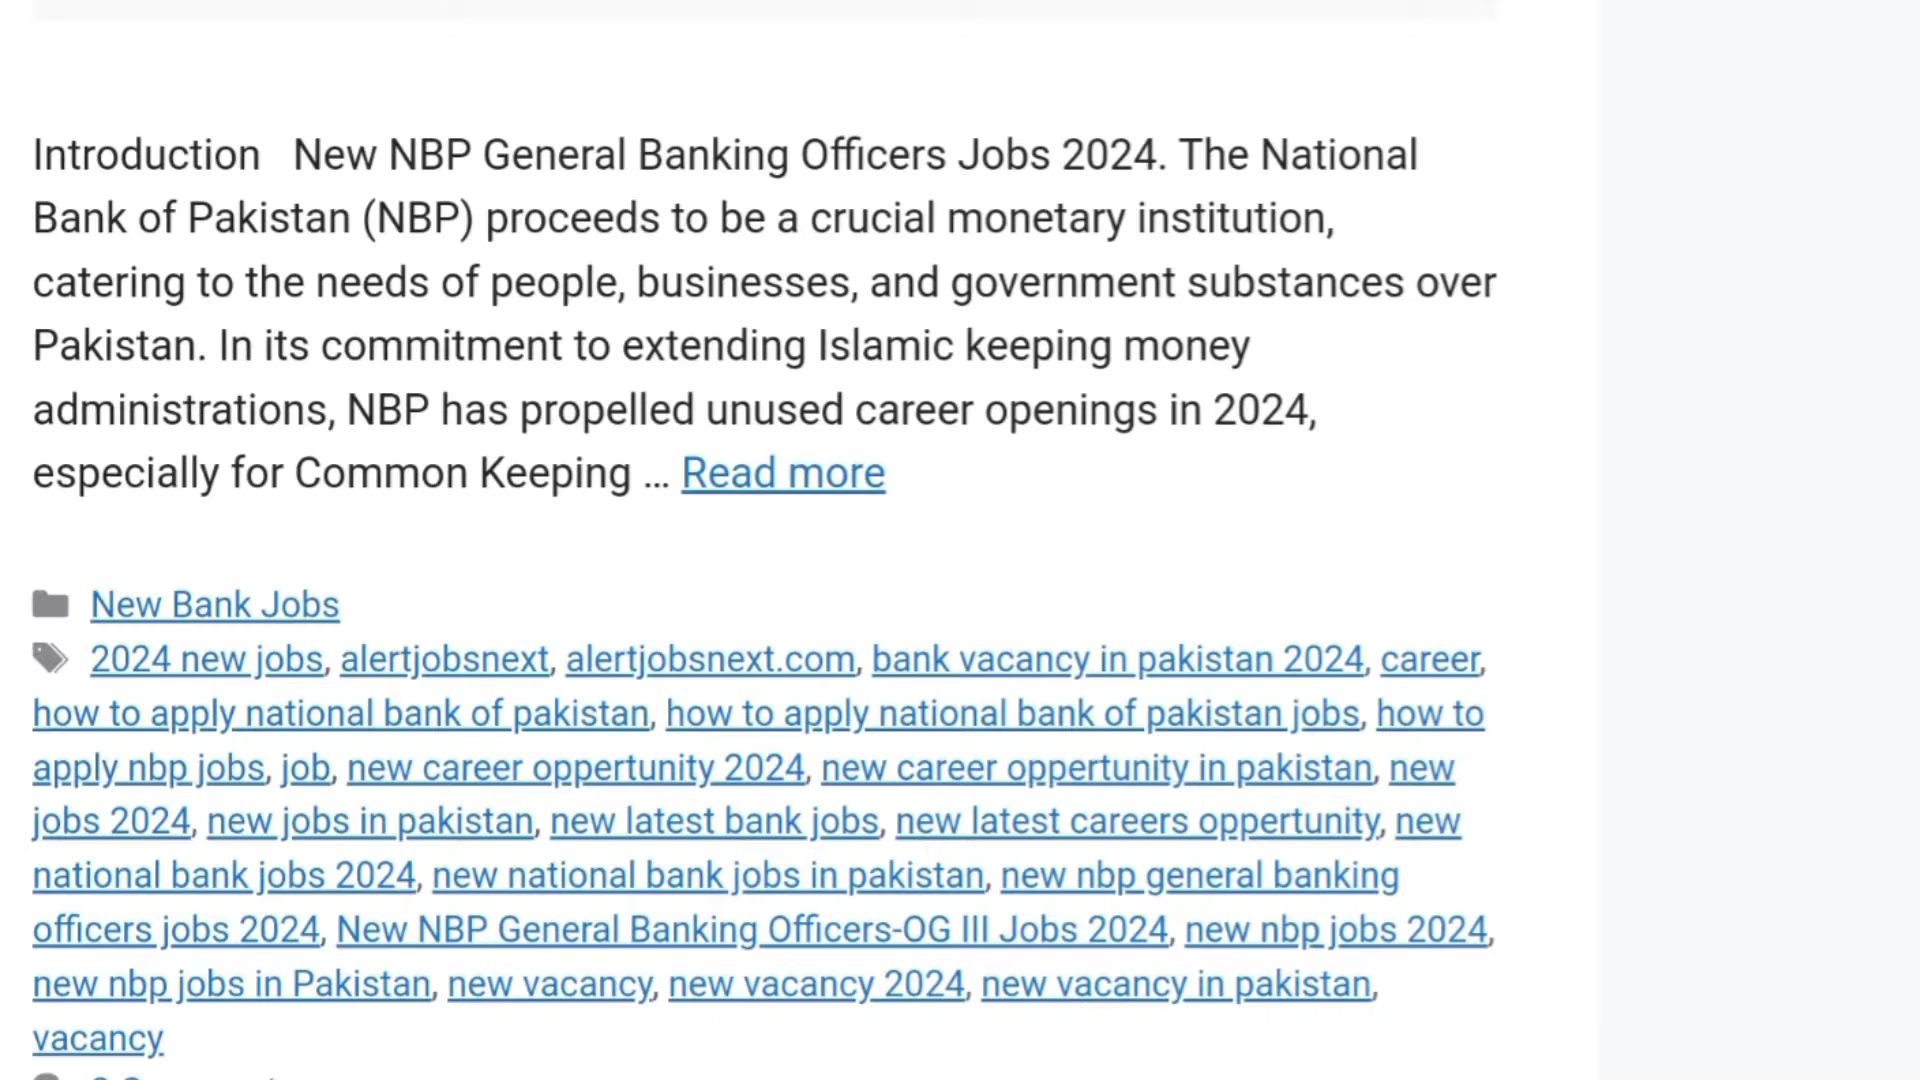 Introduction New NBP General Banking Officers Jobs 2024. The National
Bank of Pakistan (NBP) proceeds to be a crucial monetary institution,
catering to the needs of people, businesses, and government substances over
Pakistan. In its commitment to extending Islamic keeping money
administrations, NBP has propelled unused career openings in 2024,
especially for Common Keeping ... Read more
New Bank Jobs
2024 new jobs, alertjobsnext, alertjobsnext.com, bank vacancy in pakistan 2024, career,
how to apply national bank of pakistan, how to apply national bank of pakistan jobs, how to
apply nbp jobs, job, new career oppertunity 2024, new career oppertunity in pakistan, new
jobs 2024, new jobs in pakistan, new latest bank jobs, new latest careers oppertunity, new
national bank jobs 2024, new national bank jobs in pakistan, new nbp general banking
officers jobs 2024, New NBP General Banking Officers-OG III Jobs 2024, new nbp jobs 2024,
new nbp jobs in Pakistan, new vacancy, new vacancy 2024, new vacancy in pakistan,
vacancy